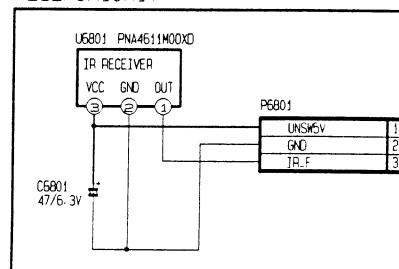 U6801 PNA4611M00XD
IR RECEIVER
VCC GND OUT
3 2 1
P6801
UNSW5V 1
GND 2
IR_F 3
C6801
47/6.3V